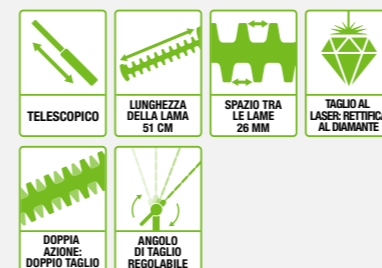 TELESCOPICO
LUNGHEZZA
DELLA LAMA
51 CM
SPAZIO TRA
LE LAME
26 MM
TAGLIO AL
LASER: RETTIFICA
AL DIAMANTE
DOPPIA
AZIONE:
DOPPIO TAGLIO
ANGOLO
DI TAGLIO
REGOLABILE